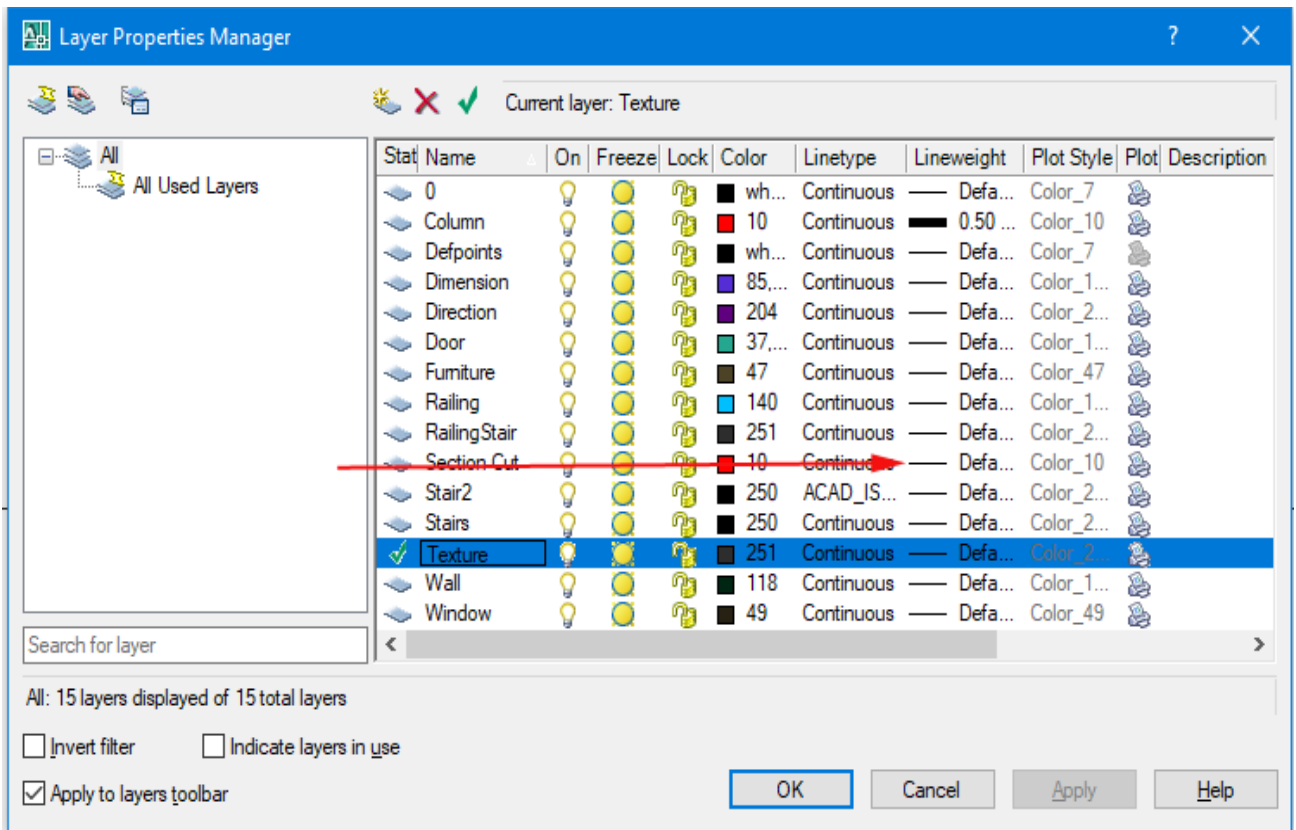 Layer Properties Manager ?
Current layer: Texture
All
All Used Layers
Stat Name On Freeze Lock Color Linetype Lineweight Plot Style Plot Description
0 wh... Continuous Defa... Color_7
Column 10 Continuous 0.50 ... Color_10
Defpoints wh... Continuous Defa... Color_7
Dimension 85,... Continuous Defa... Color_1...
Direction 204 Continuous Defa... Color_2...
Door 37,... Continuous Defa... Color_1...
Furniture 47 Continuous Defa... Color_47
Railing 140 Continuous Defa... Color_1...
RailingStair 251 Continuous Defa... Color_2...
Section Cut 10 Continuous Defa... Color_10
Stair2 250 ACAD_IS... Defa... Color_2...
Stairs 250 Continuous Defa... Color_2...
Texture 251 Continuous Defa... Color_2...
Wall 118 Continuous Defa... Color_1...
Window 49 Continuous Defa... Color_49
Search for layer
All: 15 layers displayed of 15 total layers
Invert filter Indicate layers in use
Apply to layers toolbar
OK Cancel Apply Help